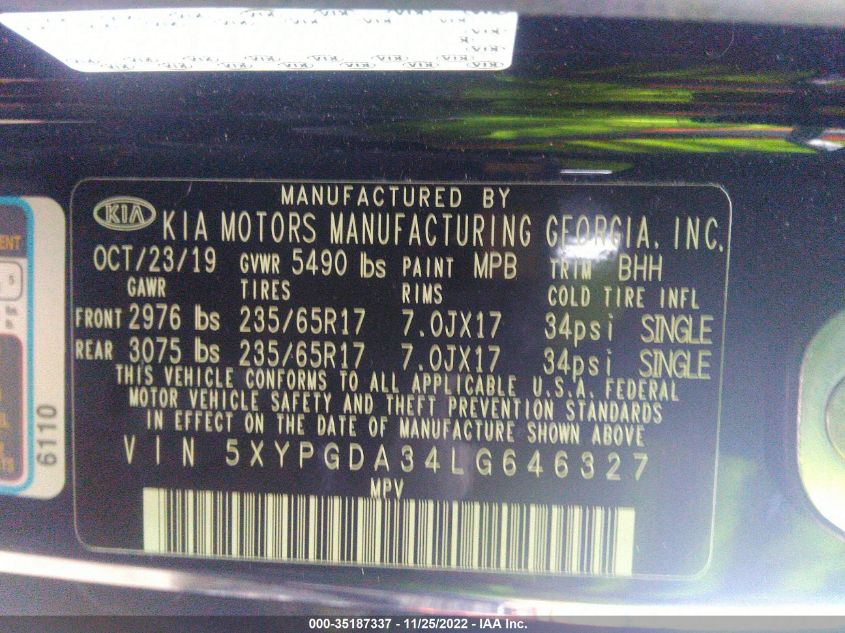 MANUFACTURED BY
KIA KIA MOTORS MANUFACTURING GEORGIA, INC.
OCT/23/19 GVWR 5490 lbs PAINT MPB TRIM BHH
GAWR TIRES RIMS COLD TIRE INFL
FRONT 2976 lbs 235/65R17 7.0JX17 34psi SINGLE
REAR 3075 lbs 235/65R17 7.0JX17 34psi SINGLE
THIS VEHICLE CONFORMS TO ALL APPLICABLE U.S.A. FEDERAL
MOTOR VEHICLE SAFETY AND THEFT PREVENTION STANDARDS
IN EFFECT ON THE DATE OF MANUFACTURE SHOWN ABOVE
VIN 5XYPGDA34LG646327
MPV
6110
000-35187337 - 11/25/2022 - IAA Inc.